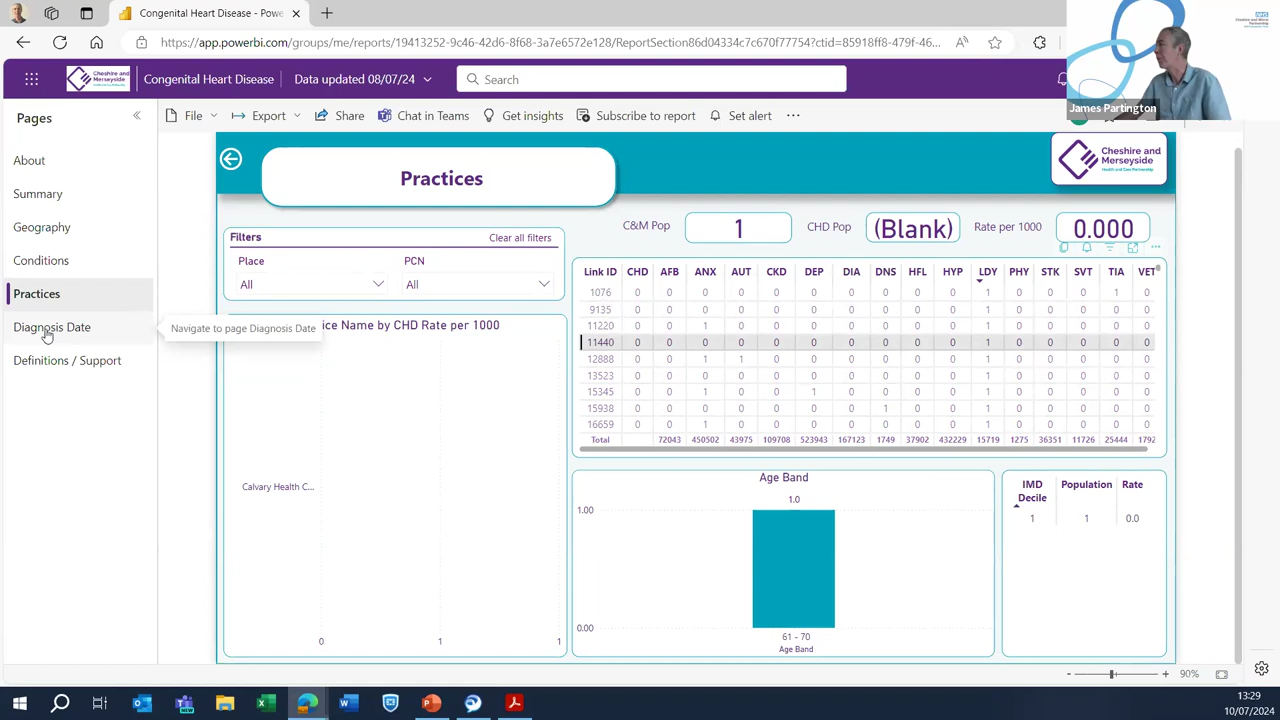 Congenital Heart Disease - Powe
https://app.powerbi.com/groups/me/reports/
Cheshire and
Merseyside
Congenital Heart Disease
Data updated 08/07/24
Search
James Partington
Pages
File
Export
Share
Get insights
Subscribe to report
Set alert
About
Summary
Geography
Conditions
Practices
Diagnosis Date
Navigate to page Diagnosis Date
Definitions / Support
Practices
Cheshire and
Merseyside
Health and Care Partnership
C&M Pop
1
CHD Pop
(Blank)
Rate per 1000
0.000
Filters
Clear all filters
Place
PCN
All
All
ice Name by CHD Rate per 1000
Calvary Health C...
0 1 1
Link ID CHD AFB ANX AUT CKD DEP DIA DNS HFL HYP LDY PHY STK SVT TIA VET
1076 0 0 0 0 0 0 0 0 0 0 1 0 0 0 1 0
9135 0 0 0 0 0 0 0 0 0 0 1 0 0 0 0 0
11220 0 0 1 0 0 0 0 0 0 0 1 0 0 0 0 0
11440 0 0 0 0 0 0 0 0 0 0 1 0 0 0 0 0
12888 0 0 1 1 0 0 0 0 0 0 1 0 0 0 0 0
13523 0 0 0 0 0 0 0 0 0 0 1 0 0 0 0 0
15345 0 0 1 0 0 1 0 0 0 0 1 0 0 0 0 0
15938 0 0 0 0 0 0 0 1 0 0 1 0 0 0 0 0
16659 0 0 1 0 0 0 0 0 0 0 1 0 0 0 0 0
Total 72043 450502 43975 109708 523943 167123 1749 37902 432229 15719 1275 36351 11726 25444 1792
Age Band
1.0
1.00
0.00
61 - 70
Age Band
IMD Population Rate
Decile
1 1 0.0
90%
13:29
10/07/2024